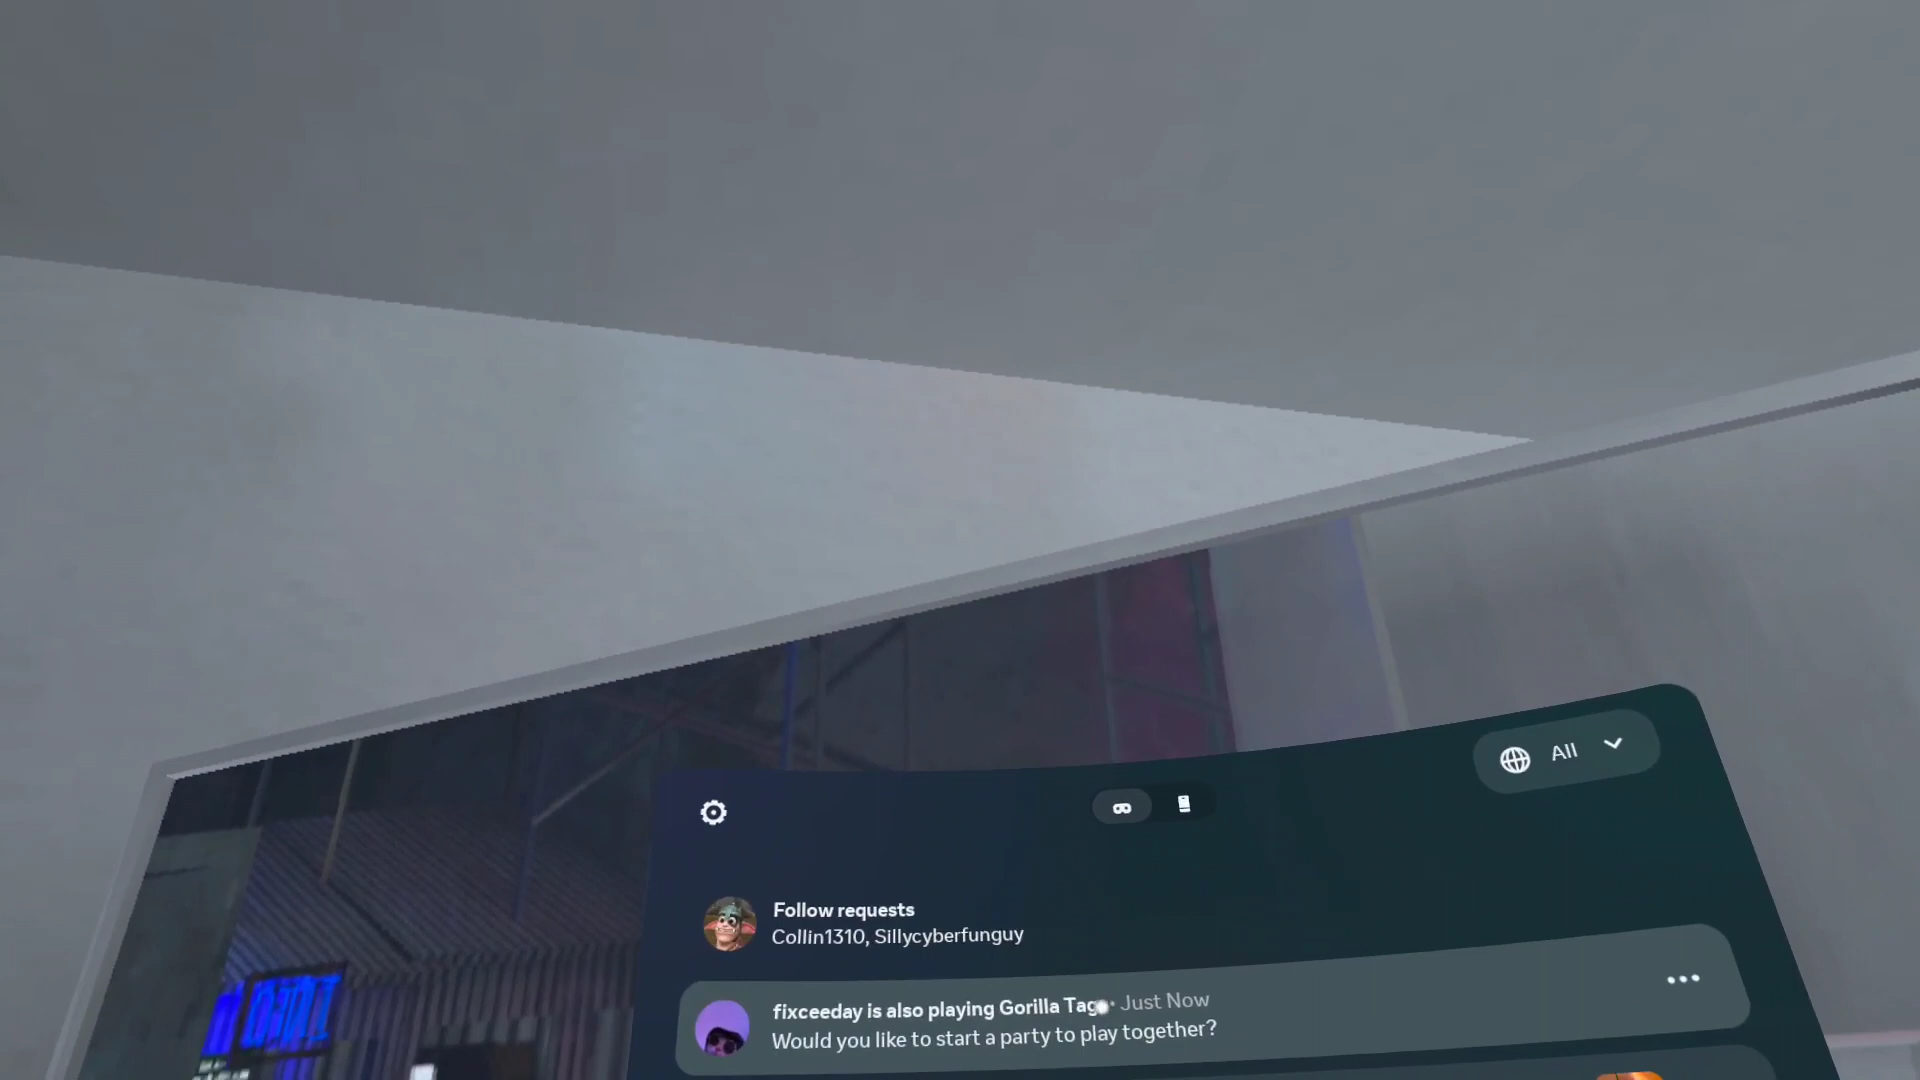 All
Follow requests
Collin1310, Sillycyberfunguy
fixceeday is also playing Gorilla Tag • Just Now
Would you like to start a party to play together?